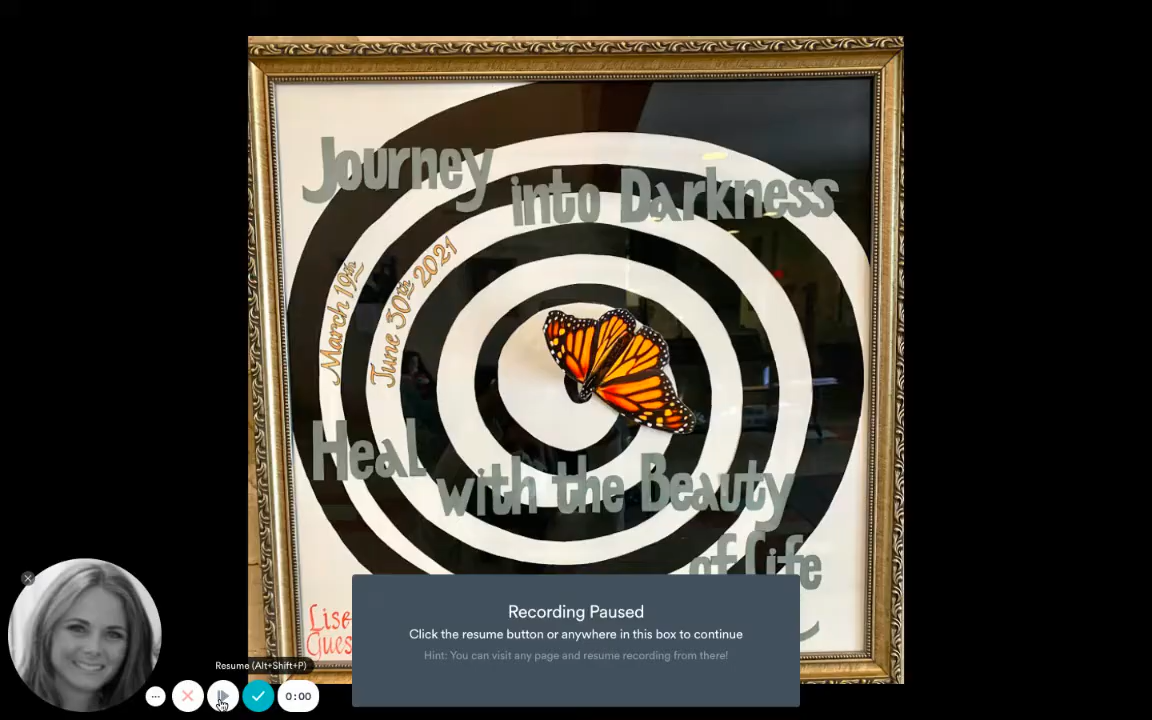 Journey
into Darkness
March 19th
June 30th 2021
Heal
with the Beauty
of Life
Lise
Gues
Recording Paused
Click the resume button or anywhere in this box to continue
Hint: You can visit any page and resume recording from there!
Resume (Alt+Shift+P)
0:00